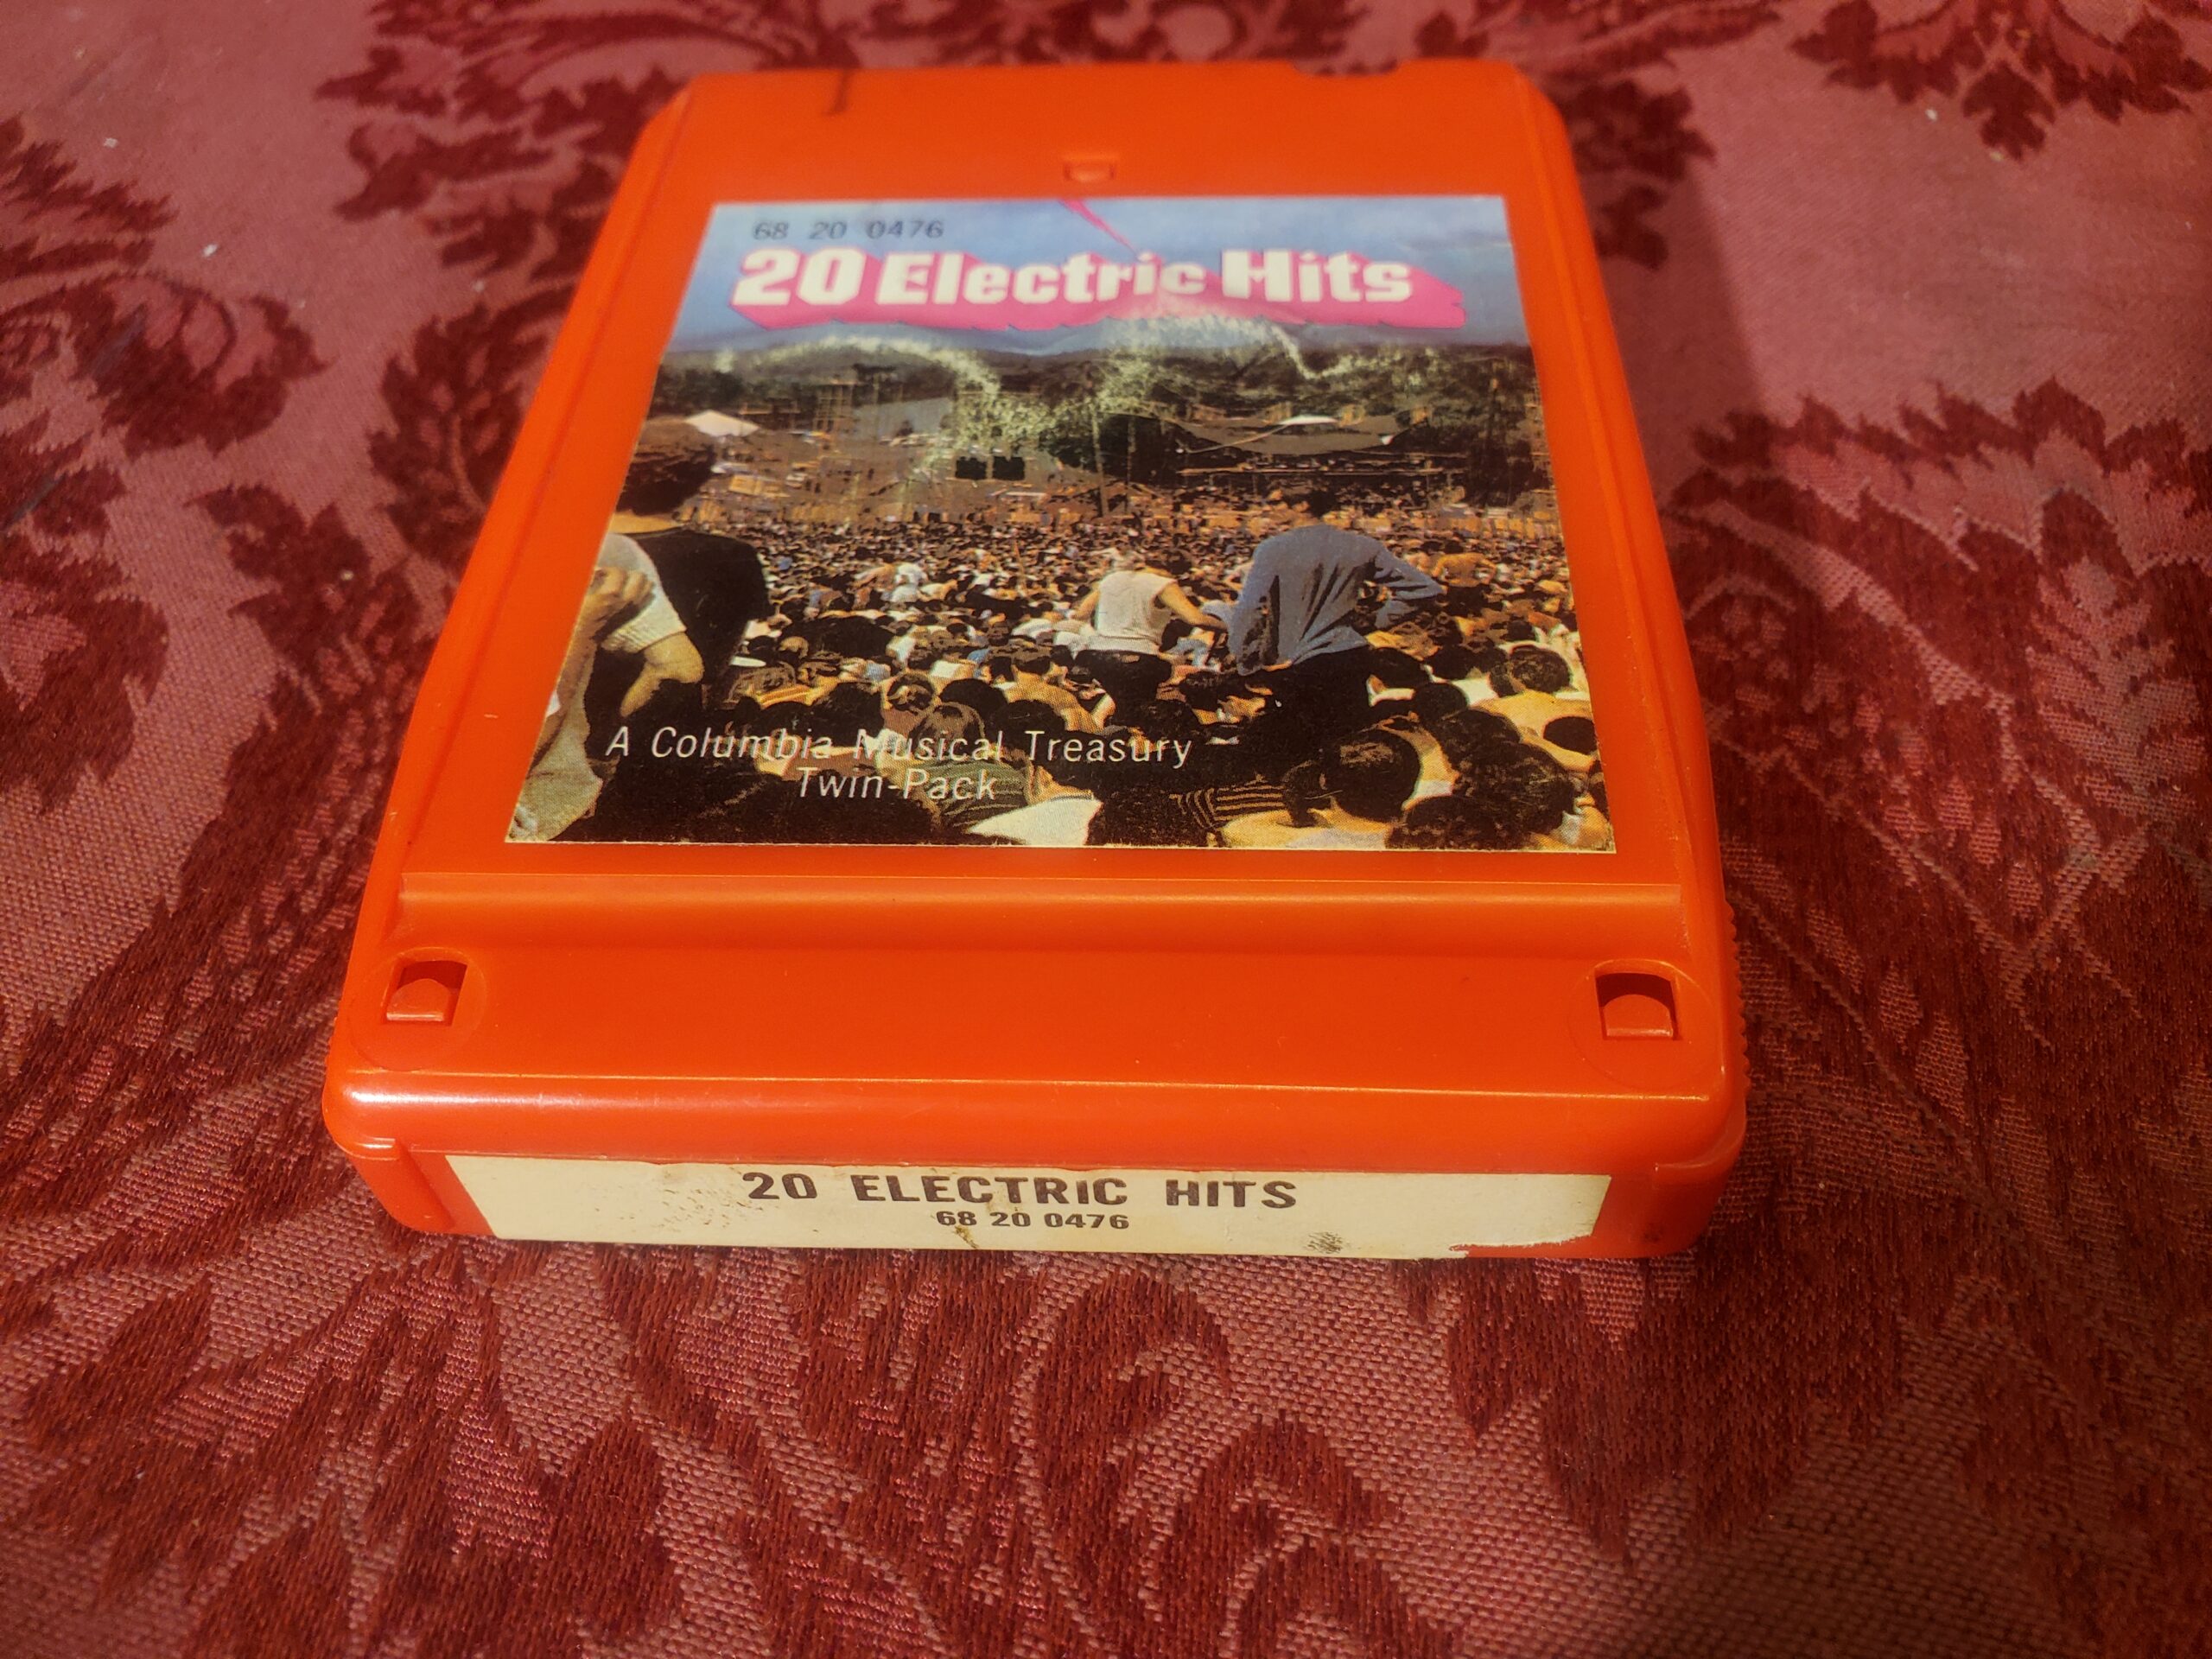 68 20 0476
20 Electric Hits
A Columbia Musical Treasury
Twin-Pack
20 ELECTRIC HITS
68 20 0476